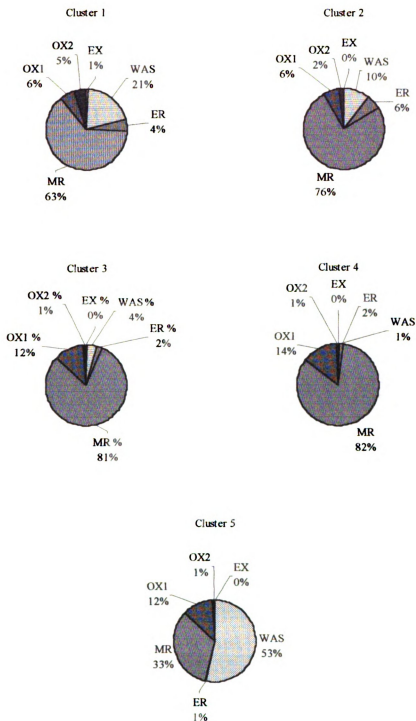 Cluster 1
OX2
5%
EX
1%
OX1
6%
WAS
21%
ER
4%
MR
63%
Cluster 2
OX2
2%
EX
0%
OX1
6%
WAS
10%
ER
6%
MR
76%
Cluster 3
OX2 %
1%
EX %
0%
WAS %
4%
OX1 %
12%
ER %
2%
MR %
81%
Cluster 4
OX2
1%
EX
0%
ER
2%
OX1
14%
WAS
1%
MR
82%
Cluster 5
OX2
1%
EX
0%
OX1
12%
MR
33%
WAS
53%
ER
1%